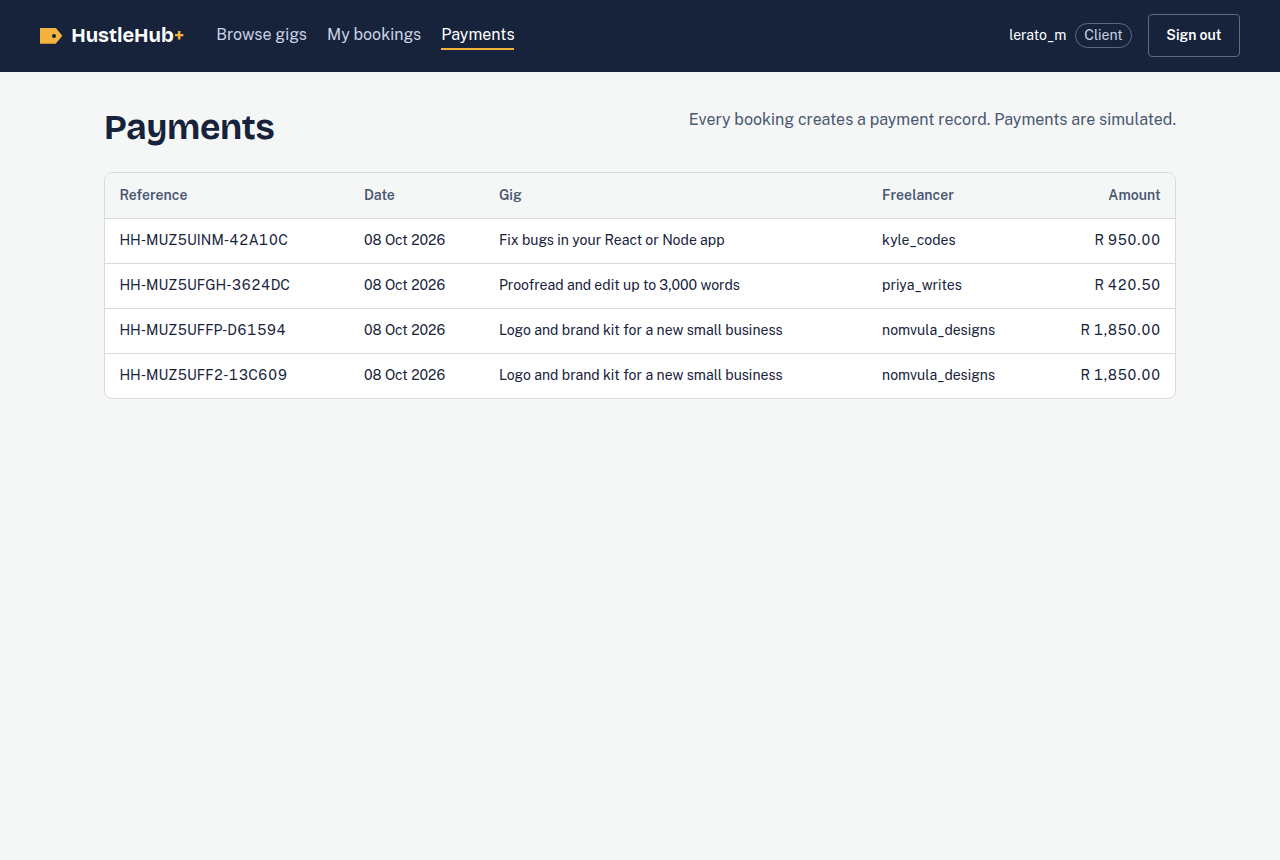 HustleHub+ Browse gigs My bookings Payments lerato_m Client Sign out
Payments Every booking creates a payment record. Payments are simulated.
Reference Date Gig Freelancer Amount
HH-MUZ5UINM-42A10C 08 Oct 2026 Fix bugs in your React or Node app kyle_codes R 950.00
HH-MUZ5UFGH-3624DC 08 Oct 2026 Proofread and edit up to 3,000 words priya_writes R 420.50
HH-MUZ5UFFP-D61594 08 Oct 2026 Logo and brand kit for a new small business nomvula_designs R 1,850.00
HH-MUZ5UFF2-13C609 08 Oct 2026 Logo and brand kit for a new small business nomvula_designs R 1,850.00